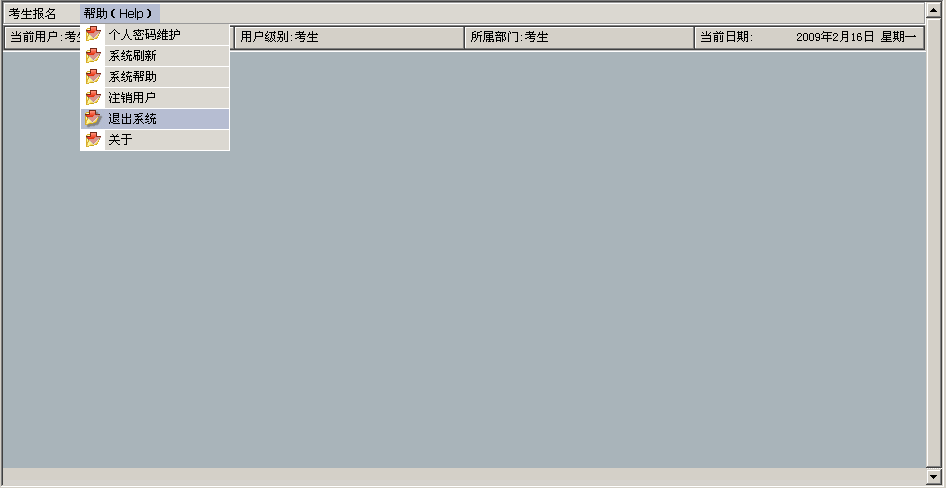 考生报名 帮助(Help)
当前用户:考 用户级别:考生 所属部门:考生 当前日期: 2009年2月16日 星期一
个人密码维护
系统刷新
系统帮助
注销用户
退出系统
关于